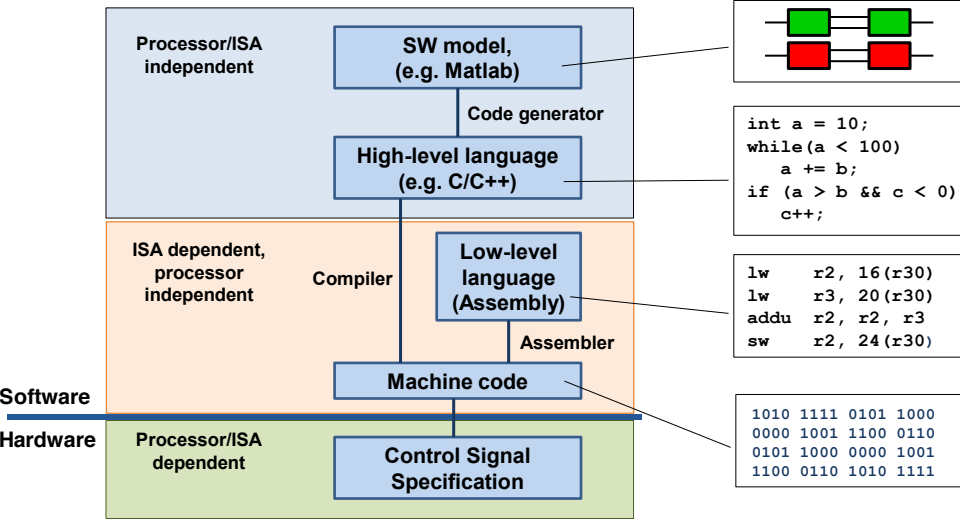 Processor/ISA
independent
SW model,
(e.g. Matlab)
Code generator
High-level language
(e.g. C/C++)
int a = 10;
while(a < 100)
   a += b;
if (a > b && c < 0)
   c++;
ISA dependent,
processor
independent
Compiler
Low-level
language
(Assembly)
Assembler
lw    r2, 16(r30)
lw    r3, 20(r30)
addu  r2, r2, r3
sw    r2, 24(r30)
Machine code
Software
Hardware
1010 1111 0101 1000
0000 1001 1100 0110
0101 1000 0000 1001
1100 0110 1010 1111
Processor/ISA
dependent
Control Signal
Specification